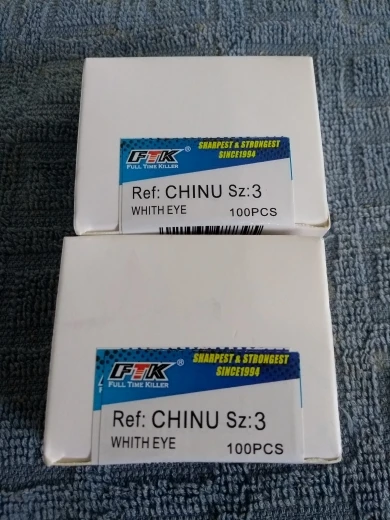 FTK®
FULL TIME KILLER
SHARPEST & STRONGEST
SINCE1994
Ref: CHINU Sz:3
WHITH EYE 100PCS
FTK®
FULL TIME KILLER
SHARPEST & STRONGEST
SINCE1994
Ref: CHINU Sz:3
WHITH EYE 100PCS